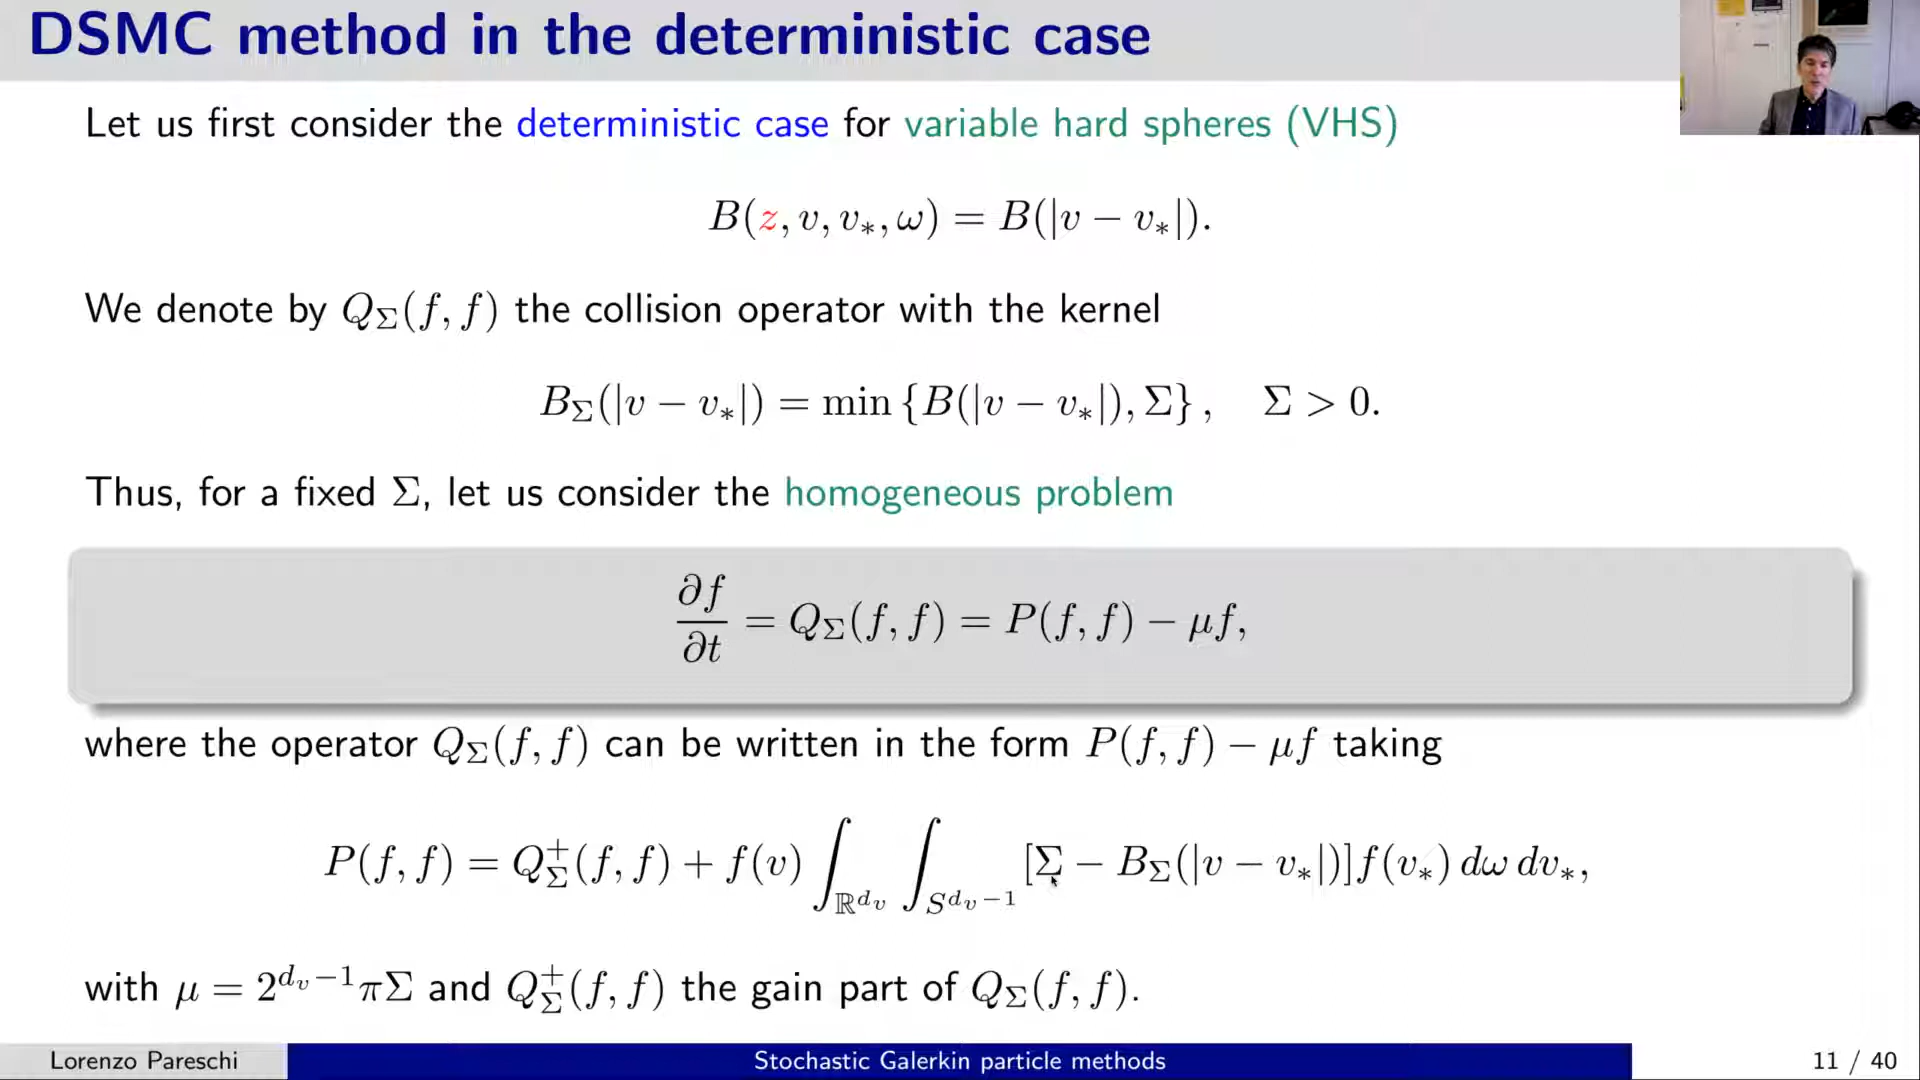 DSMC method in the deterministic case
Let us first consider the deterministic case for variable hard spheres (VHS)
B(z, v, v_*, ω) = B(|v − v_*|).
We denote by Q_Σ(f, f) the collision operator with the kernel
B_Σ(|v − v_*|) = min {B(|v − v_*|), Σ} , Σ > 0.
Thus, for a fixed Σ, let us consider the homogeneous problem
∂f/∂t = Q_Σ(f, f) = P(f, f) − μf,
where the operator Q_Σ(f, f) can be written in the form P(f, f) − μf taking
P(f, f) = Q_Σ^+(f, f) + f(v) ∫_{ℝ^{d_v}} ∫_{S^{d_v−1}} [Σ − B_Σ(|v − v_*|)]f(v_*) dω dv_*,
with μ = 2^{d_v−1}πΣ and Q_Σ^+(f, f) the gain part of Q_Σ(f, f).
Lorenzo Pareschi Stochastic Galerkin particle methods 11 / 40